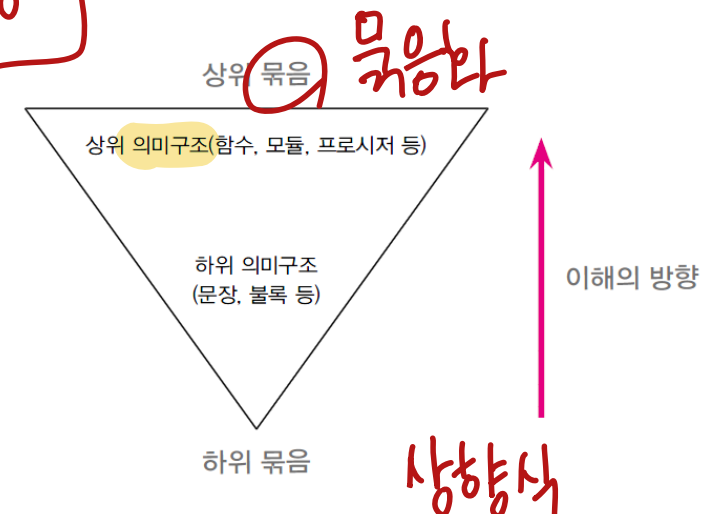 상위 묶음
묶음화
상위 의미구조(함수, 모듈, 프로시저 등)
하위 의미구조
(문장, 불록 등)
이해의 방향
하위 묶음
상향식